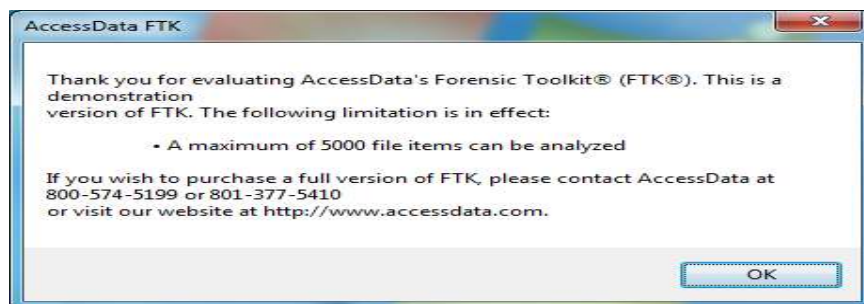 AccessData FTK
Thank you for evaluating AccessData's Forensic Toolkit® (FTK®). This is a
demonstration
version of FTK. The following limitation is in effect:
• A maximum of 5000 file items can be analyzed
If you wish to purchase a full version of FTK, please contact AccessData at
800-574-5199 or 801-377-5410
or visit our website at http://www.accessdata.com.
OK